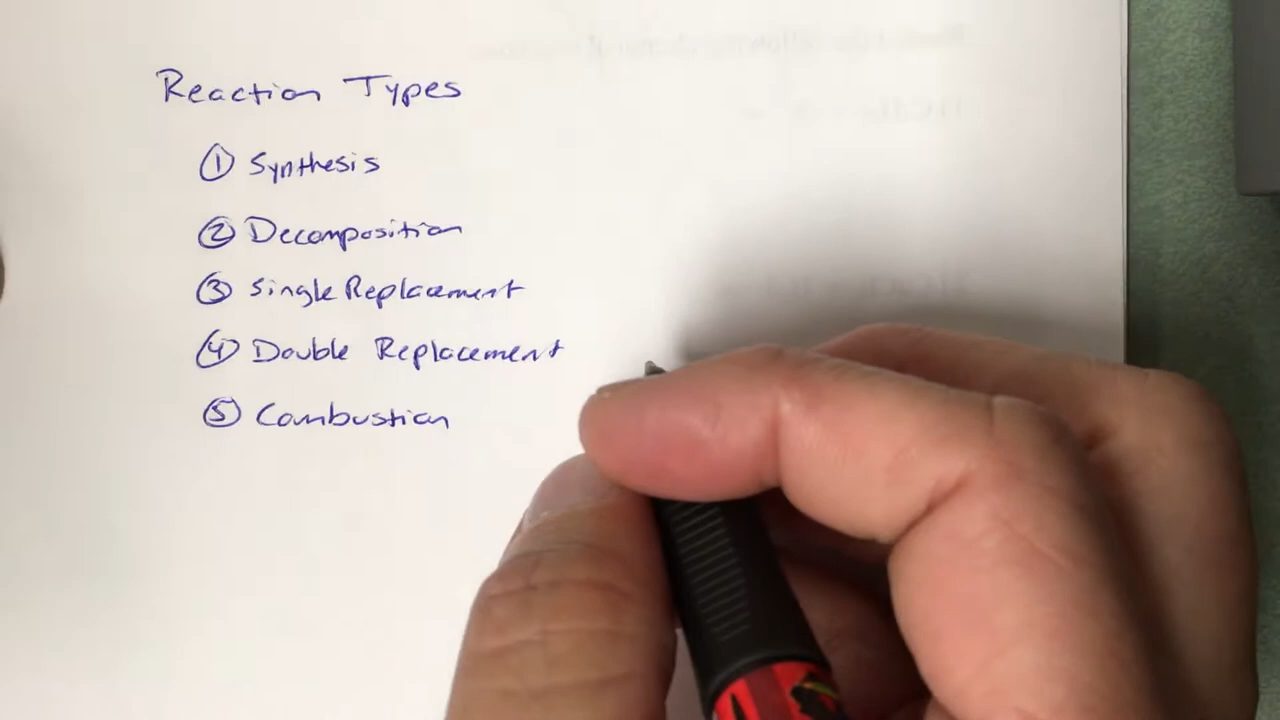 Reaction Types
① Synthesis
② Decomposition
③ Single Replacement
④ Double Replacement
⑤ Combustion